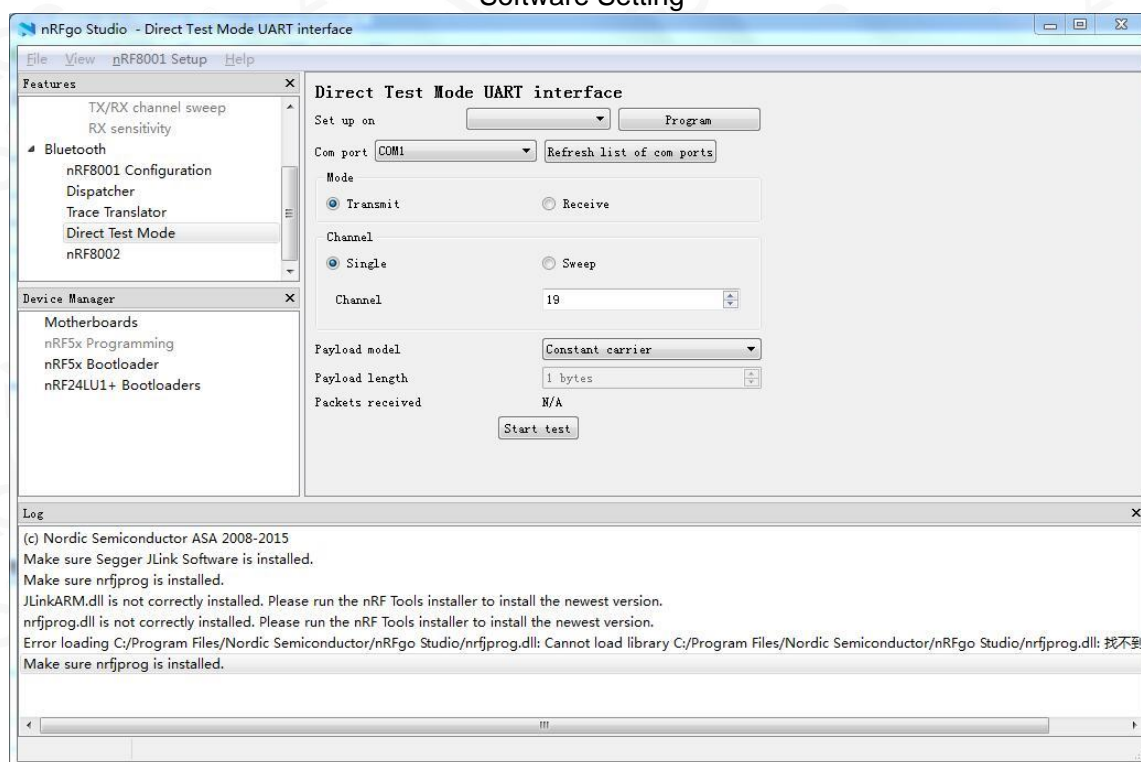 Software Setting
nRFgo Studio - Direct Test Mode UART interface
File View nRF8001 Setup Help
Features
TX/RX channel sweep
RX sensitivity
Bluetooth
nRF8001 Configuration
Dispatcher
Trace Translator
Direct Test Mode
nRF8002
Device Manager
Motherboards
nRF5x Programming
nRF5x Bootloader
nRF24LU1+ Bootloaders
Direct Test Mode UART interface
Set up on Program
Com port COM1 Refresh list of com ports
Mode
Transmit Receive
Channel
Single Sweep
Channel 19
Payload model Constant carrier
Payload length 1 bytes
Packets received N/A
Start test
Log
(c) Nordic Semiconductor ASA 2008-2015
Make sure Segger JLink Software is installed.
Make sure nrfjprog is installed.
JLinkARM.dll is not correctly installed. Please run the nRF Tools installer to install the newest version.
nrfjprog.dll is not correctly installed. Please run the nRF Tools installer to install the newest version.
Error loading C:/Program Files/Nordic Semiconductor/nRFgo Studio/nrfjprog.dll: Cannot load library C:/Program Files/Nordic Semiconductor/nRFgo Studio/nrfjprog.dll: 找不到
Make sure nrfjprog is installed.